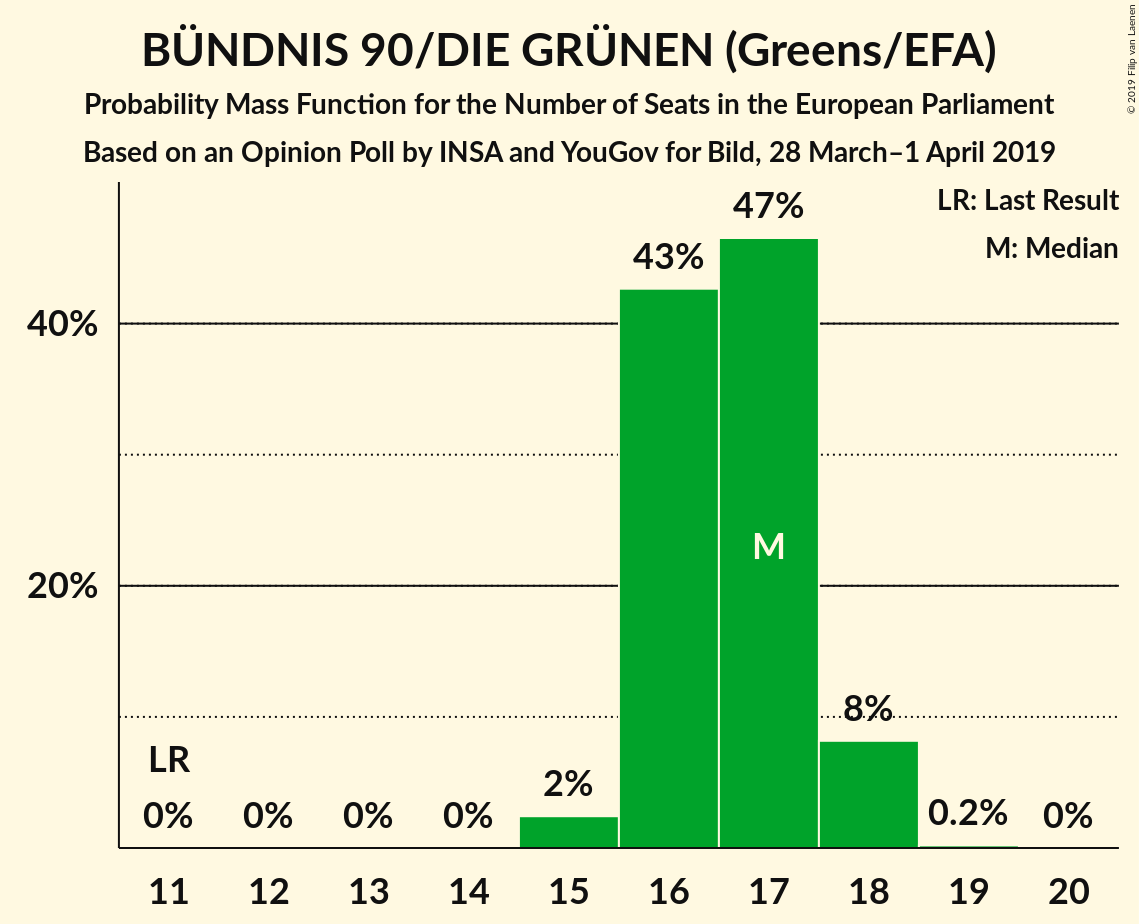 BÜNDNIS 90/DIE GRÜNEN (Greens/EFA)
Probability Mass Function for the Number of Seats in the European Parliament
Based on an Opinion Poll by INSA and YouGov for Bild, 28 March–1 April 2019
© 2019 Filip van Laenen
LR: Last Result
M: Median
47%
43%
40%
M
20%
8%
LR
2%
0% 0% 0% 0% 0.2% 0%
11 12 13 14 15 16 17 18 19 20